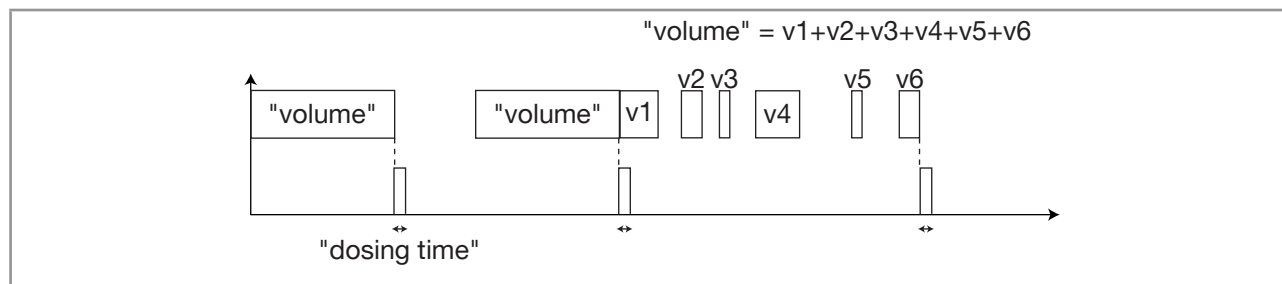 "volume" = v1+v2+v3+v4+v5+v6
v2 v3 v5 v6
"volume" "volume" v1 v4
"dosing time"